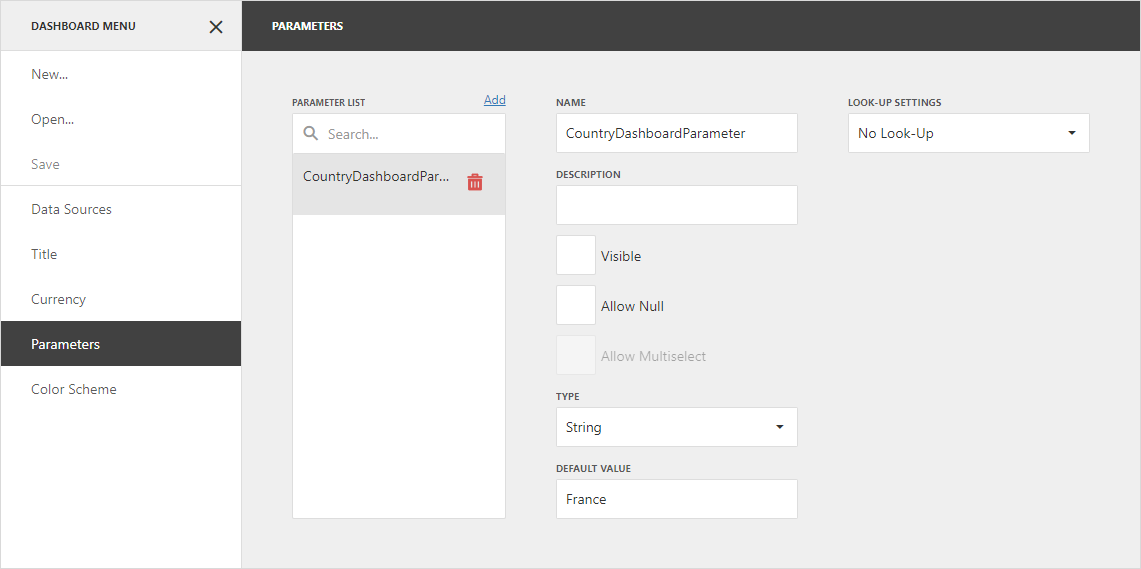 DASHBOARD MENU
New...
Open...
Save
Data Sources
Title
Currency
Parameters
Color Scheme
PARAMETERS
PARAMETER LIST
Add
Search...
CountryDashboardPar...
NAME
CountryDashboardParameter
DESCRIPTION
Visible
Allow Null
Allow Multiselect
TYPE
String
DEFAULT VALUE
France
LOOK-UP SETTINGS
No Look-Up